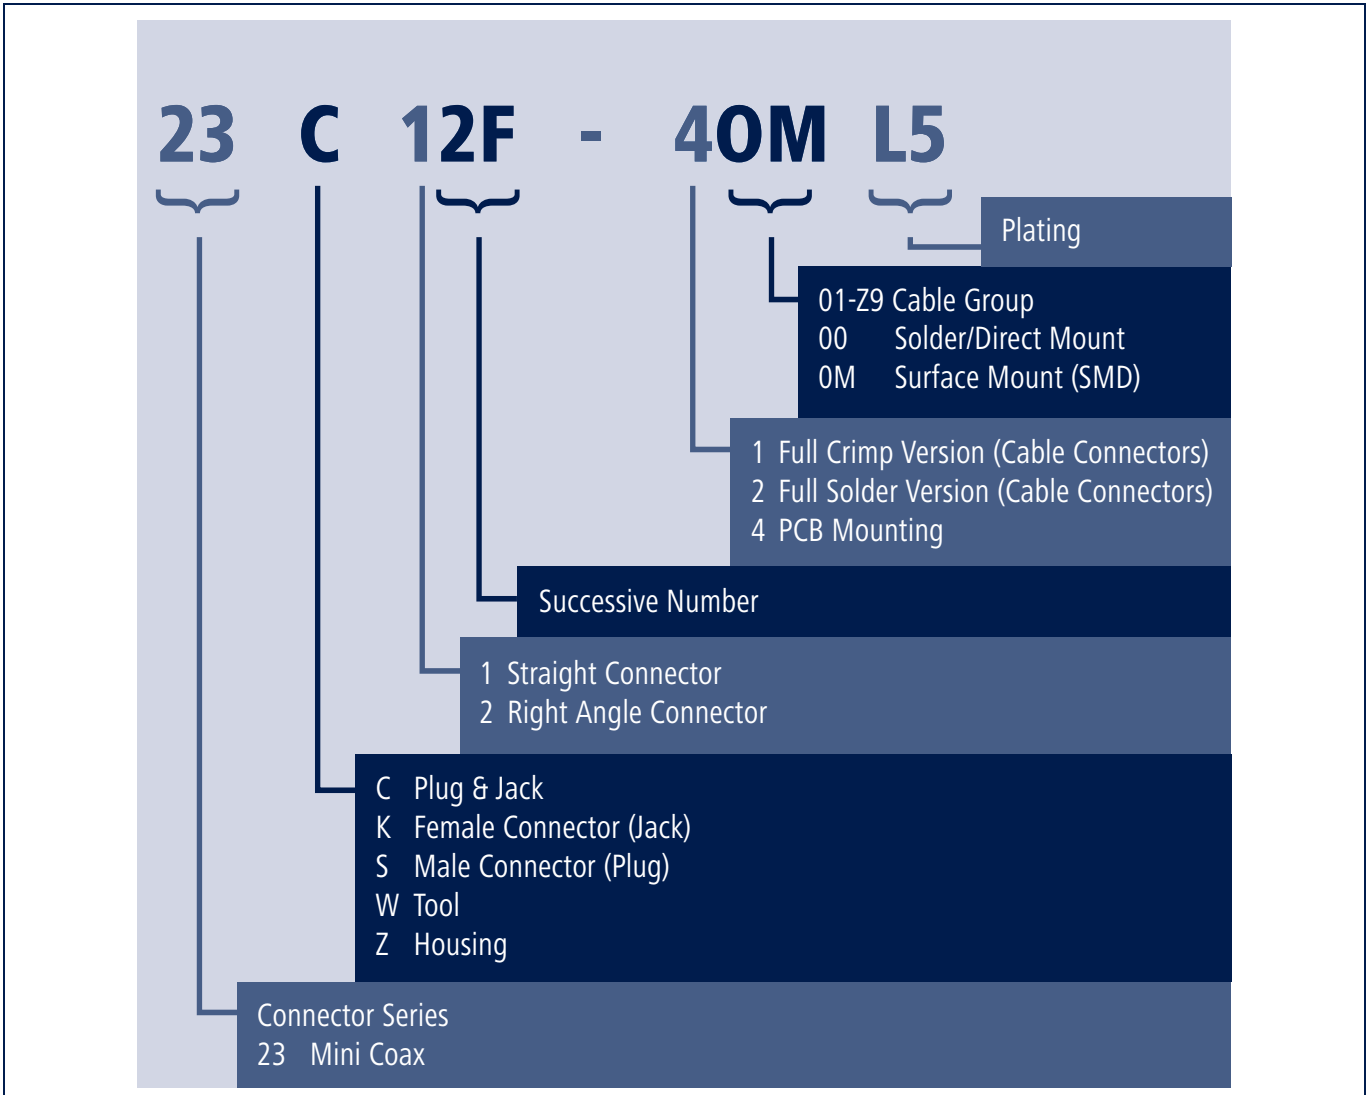 23 C 12F - 40M L5
Plating
01-Z9 Cable Group
00 Solder/Direct Mount
0M Surface Mount (SMD)
1 Full Crimp Version (Cable Connectors)
2 Full Solder Version (Cable Connectors)
4 PCB Mounting
Successive Number
1 Straight Connector
2 Right Angle Connector
C Plug & Jack
K Female Connector (Jack)
S Male Connector (Plug)
W Tool
Z Housing
Connector Series
23 Mini Coax